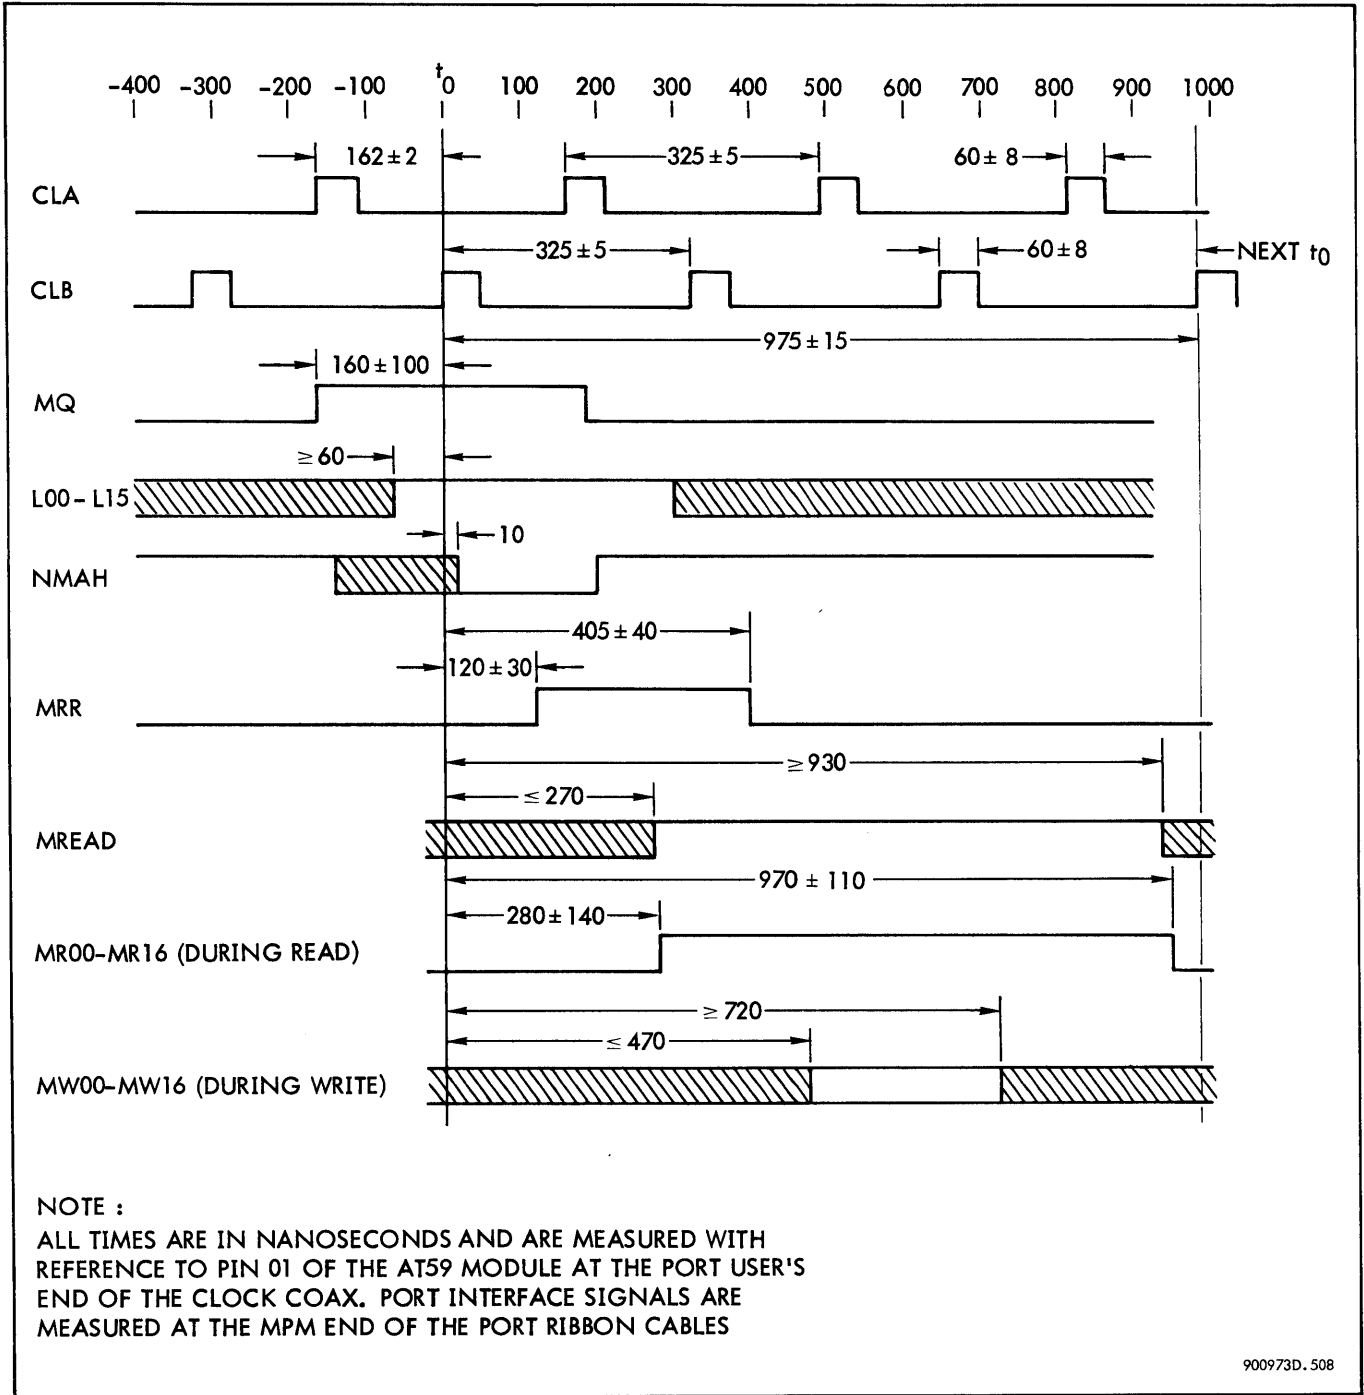 t0
-400 -300 -200 -100 0 100 200 300 400 500 600 700 800 900 1000
162 ± 2 325 ± 5 60 ± 8
CLA
325 ± 5 60 ± 8 NEXT t0
CLB
975 ± 15
160 ± 100
MQ
≥ 60
L00 - L15
10
NMAH
405 ± 40
120 ± 30
MRR
≥ 930
≤ 270
MREAD
970 ± 110
280 ± 140
MR00-MR16 (DURING READ)
≥ 720
≤ 470
MW00-MW16 (DURING WRITE)
NOTE :
ALL TIMES ARE IN NANOSECONDS AND ARE MEASURED WITH
REFERENCE TO PIN 01 OF THE AT59 MODULE AT THE PORT USER'S
END OF THE CLOCK COAX. PORT INTERFACE SIGNALS ARE
MEASURED AT THE MPM END OF THE PORT RIBBON CABLES
900973D.508